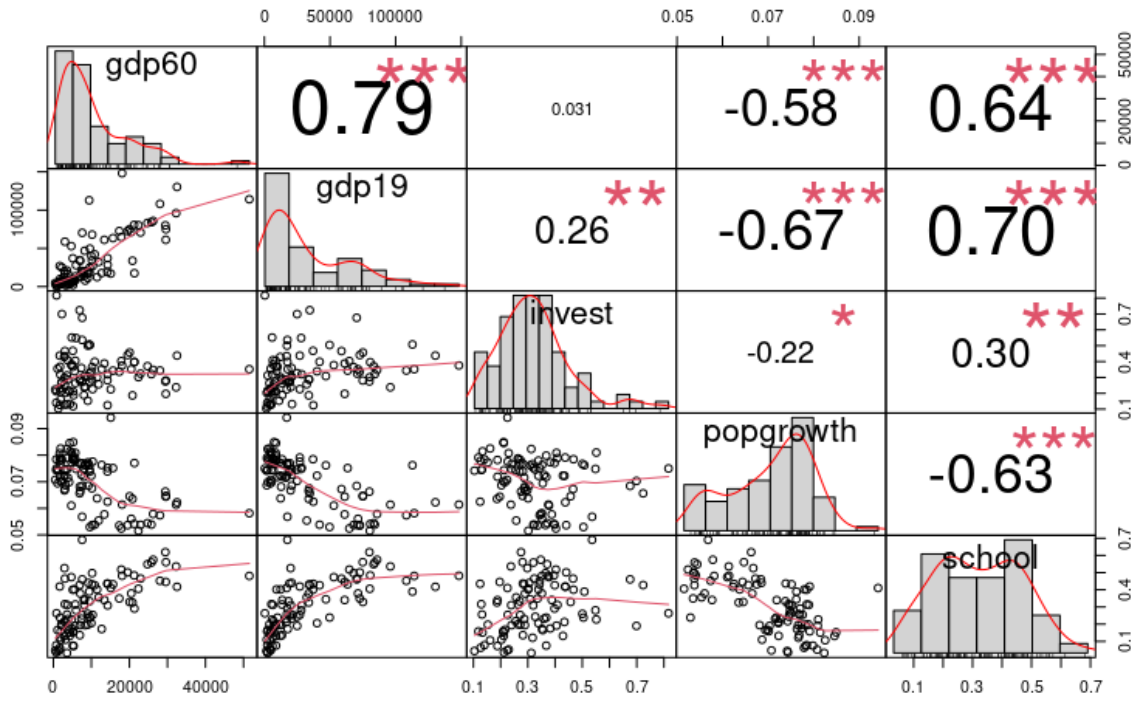 0 50000 100000 0.05 0.07 0.09
gdp60 0.79 *** 0.031 -0.58 *** 0.64 *** 0 20000 50000
0 100000 gdp19 0.26 ** -0.67 *** 0.70 ***
invest -0.22 * 0.30 ** 0.1 0.4 0.7
0.05 0.07 0.09 popgrowth -0.63 ***
school 0.1 0.4 0.7
0 20000 40000 0.1 0.3 0.5 0.7 0.1 0.3 0.5 0.7